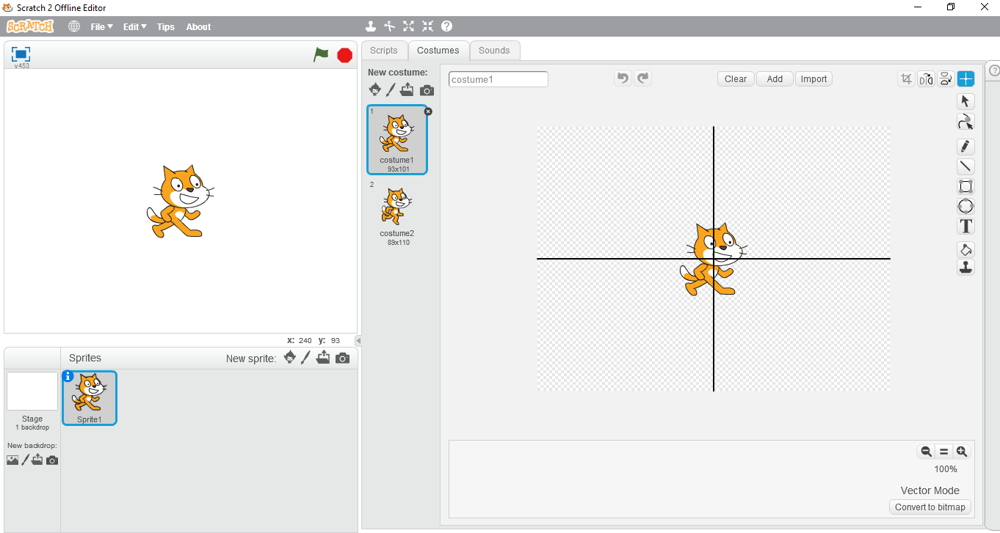 Scratch 2 Offline Editor
SCRATCH File Edit Tips About
v453
Scripts Costumes Sounds
New costume:
costume1
Clear Add Import
1
costume1
93x101
2
costume2
89x110
x: 240 y: 93
Sprites New sprite:
Stage
1 backdrop
New backdrop:
Sprite1
T
100%
Vector Mode
Convert to bitmap